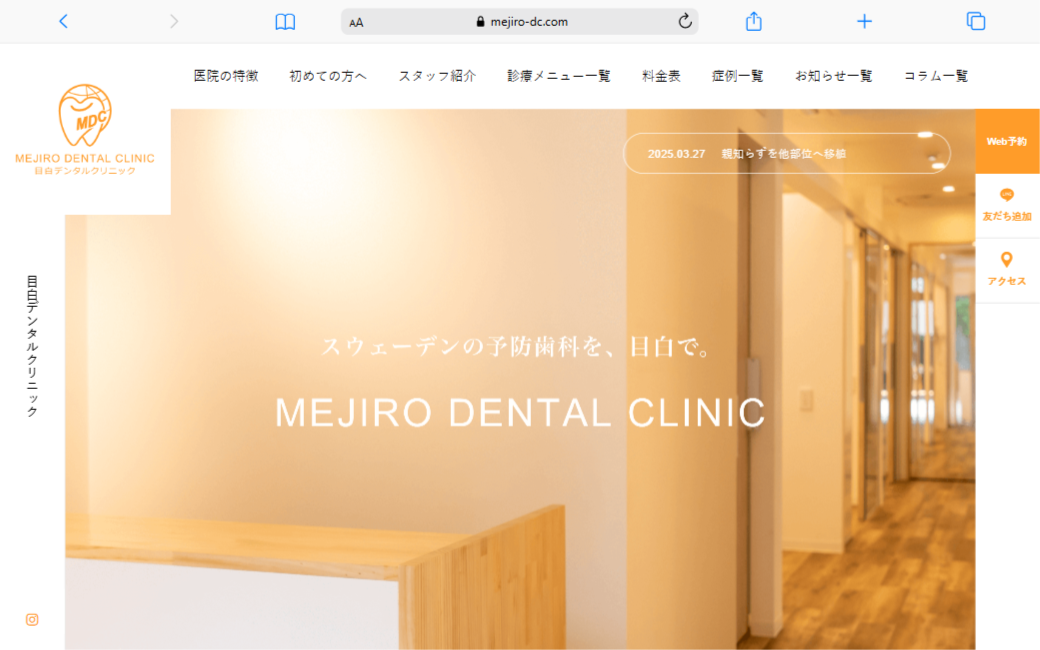 AA
mejiro-dc.com
医院の特徴
初めての方へ
スタッフ紹介
診療メニュー一覧
料金表
症例一覧
お知らせ一覧
コラム一覧
MDC
MEJIRO DENTAL CLINIC
目白デンタルクリニック
2025.03.27 親知らずを他部位へ移植
Web予約
LINE
友だち追加
アクセス
目白デンタルクリニック
スウェーデンの予防歯科を、目白で。
MEJIRO DENTAL CLINIC